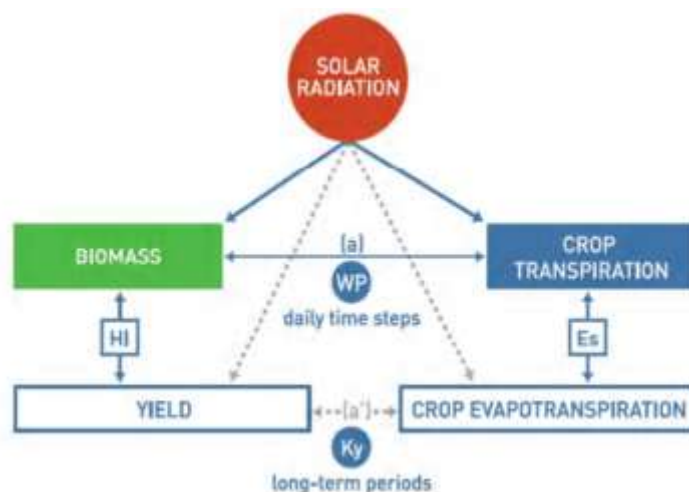 SOLAR
RADIATION
BIOMASS
(a)
CROP
TRANSPIRATION
WP
daily time steps
HI
Es
YIELD
(a')
CROP EVAPOTRANSPIRATION
Ky
long-term periods